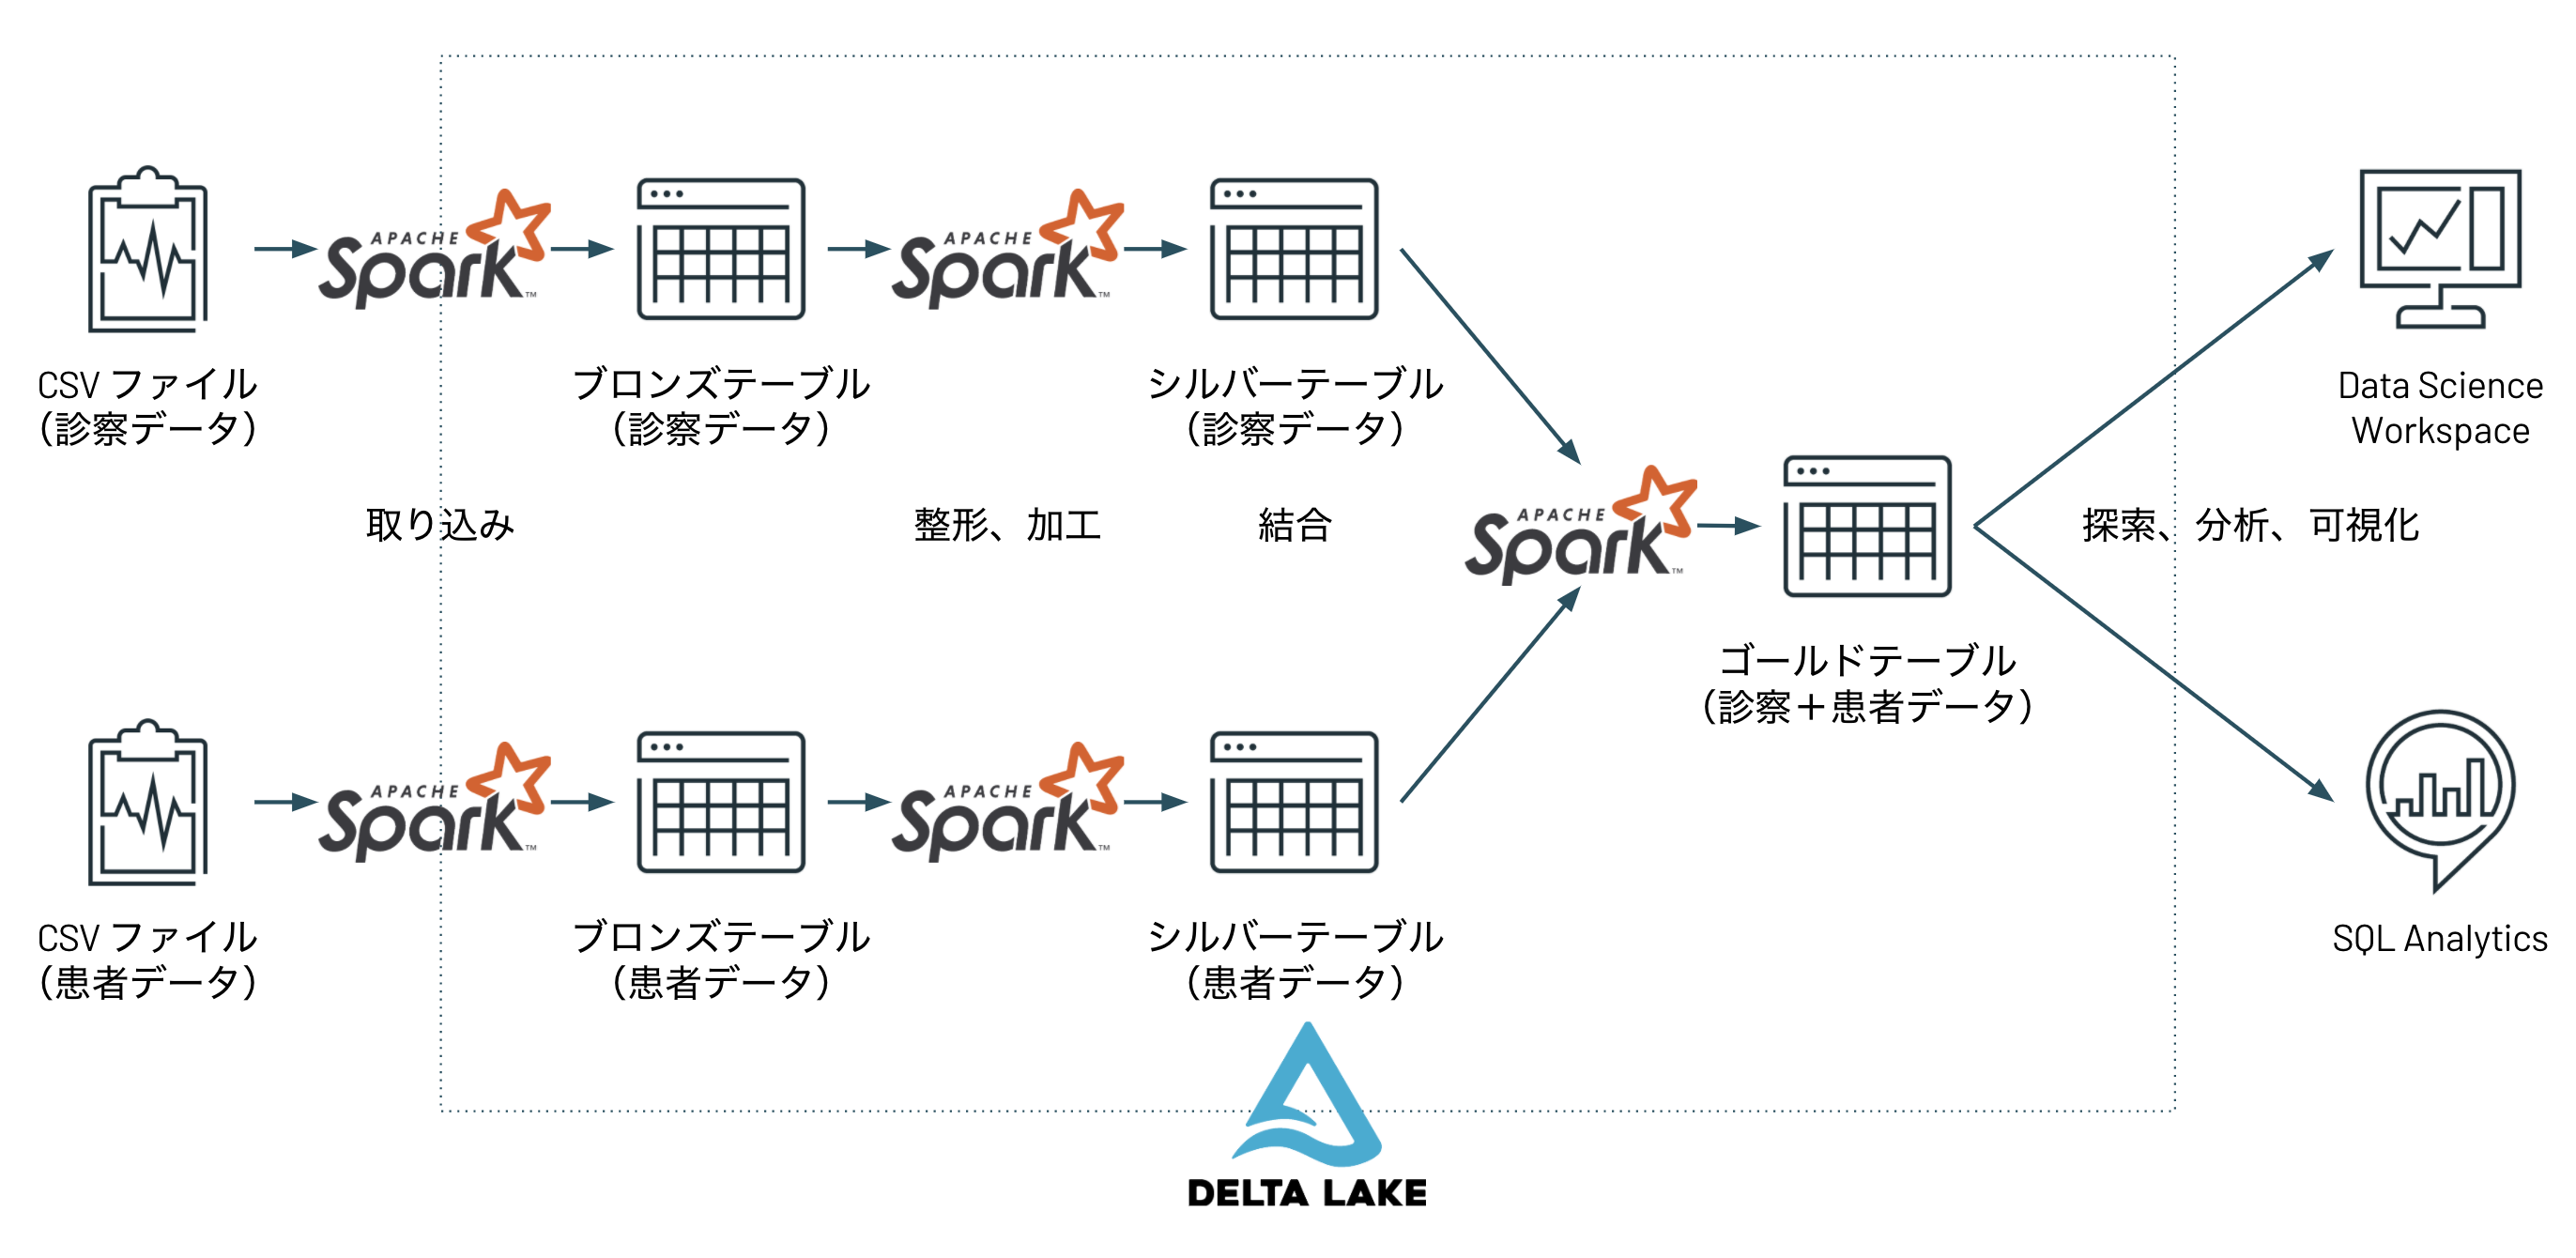 APACHE
Spark™
APACHE
Spark™
CSV ファイル
(診察データ)
ブロンズテーブル
(診察データ)
シルバーテーブル
(診察データ)
Data Science
Workspace
取り込み
整形、加工
結合
APACHE
Spark™
探索、分析、可視化
ゴールドテーブル
(診察＋患者データ)
APACHE
Spark™
APACHE
Spark™
CSV ファイル
(患者データ)
ブロンズテーブル
(患者データ)
シルバーテーブル
(患者データ)
SQL Analytics
DELTA LAKE